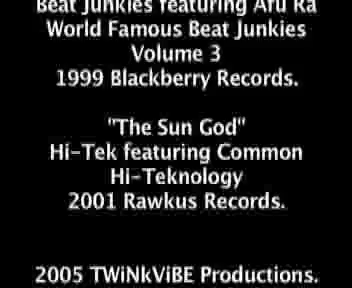 Beat Junkies featuring Afu Ra
World Famous Beat Junkies
Volume 3
1999 Blackberry Records.
"The Sun God"
Hi-Tek featuring Common
Hi-Teknology
2001 Rawkus Records.
2005 TWiNkViBE Productions.